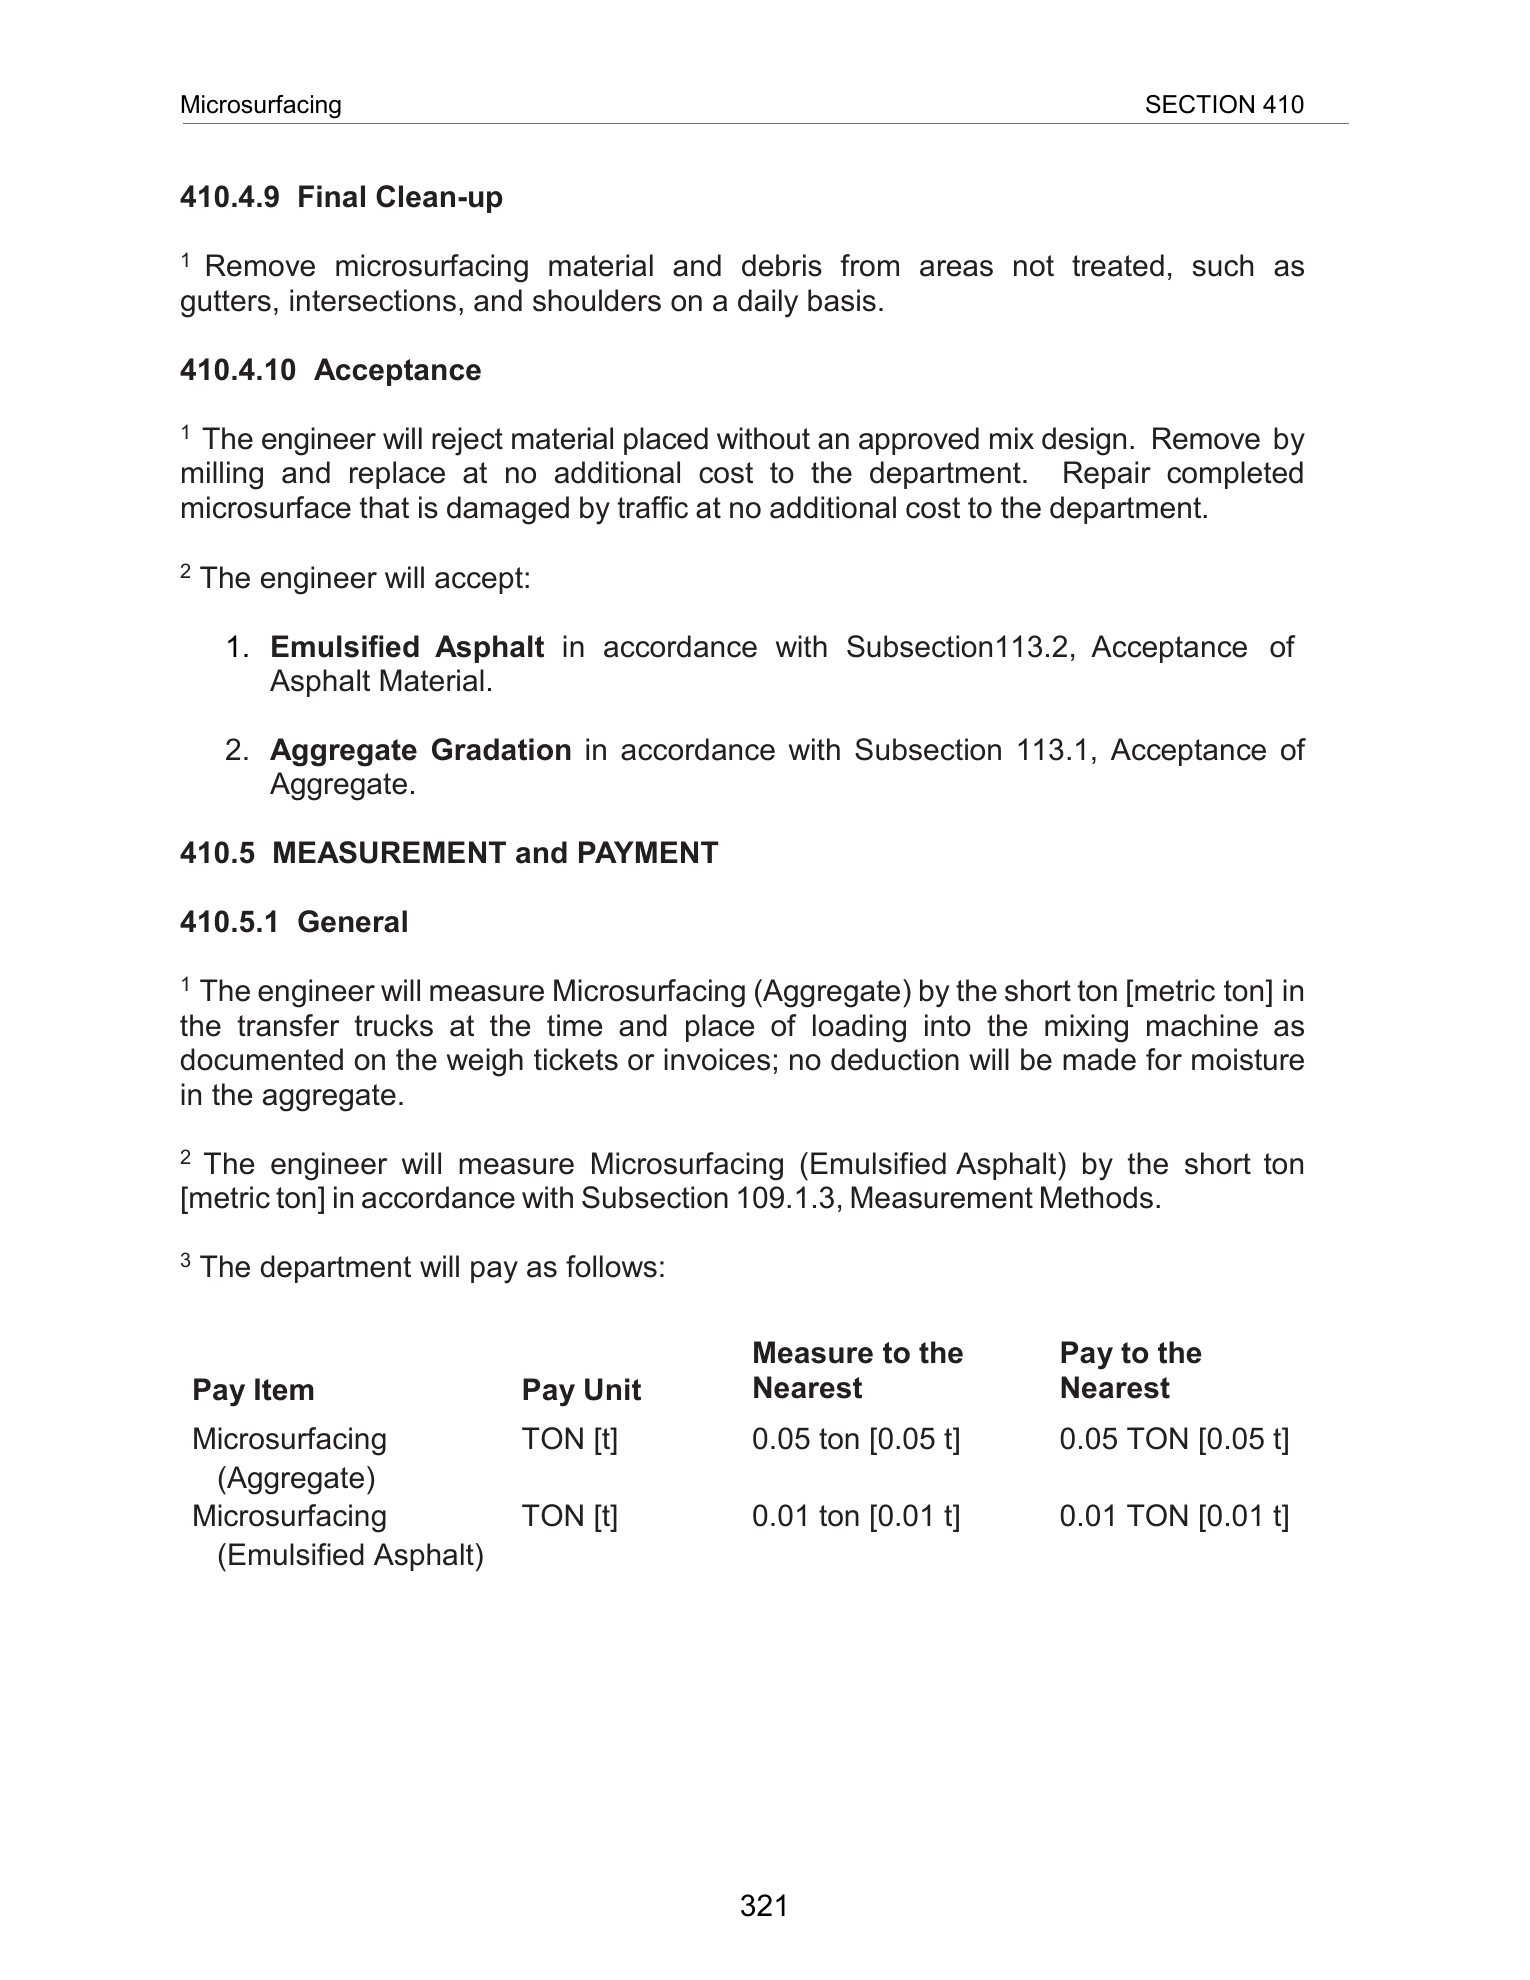 Microsurfacing SECTION 410
410.4.9 Final Clean-up
1 Remove microsurfacing material and debris from areas not treated, such as
gutters, intersections, and shoulders on a daily basis.
410.4.10 Acceptance
1 The engineer will reject material placed without an approved mix design. Remove by
milling and replace at no additional cost to the department. Repair completed
microsurface that is damaged by traffic at no additional cost to the department.
2 The engineer will accept:
1. Emulsified Asphalt in accordance with Subsection113.2, Acceptance of
Asphalt Material.
2. Aggregate Gradation in accordance with Subsection 113.1, Acceptance of
Aggregate.
410.5 MEASUREMENT and PAYMENT
410.5.1 General
1 The engineer will measure Microsurfacing (Aggregate) by the short ton [metric ton] in
the transfer trucks at the time and place of loading into the mixing machine as
documented on the weigh tickets or invoices; no deduction will be made for moisture
in the aggregate.
2 The engineer will measure Microsurfacing (Emulsified Asphalt) by the short ton
[metric ton] in accordance with Subsection 109.1.3, Measurement Methods.
3 The department will pay as follows:
Measure to the Pay to the
Pay Item Pay Unit Nearest Nearest
Microsurfacing TON [t] 0.05 ton [0.05 t] 0.05 TON [0.05 t]
(Aggregate)
Microsurfacing TON [t] 0.01 ton [0.01 t] 0.01 TON [0.01 t]
(Emulsified Asphalt)
321